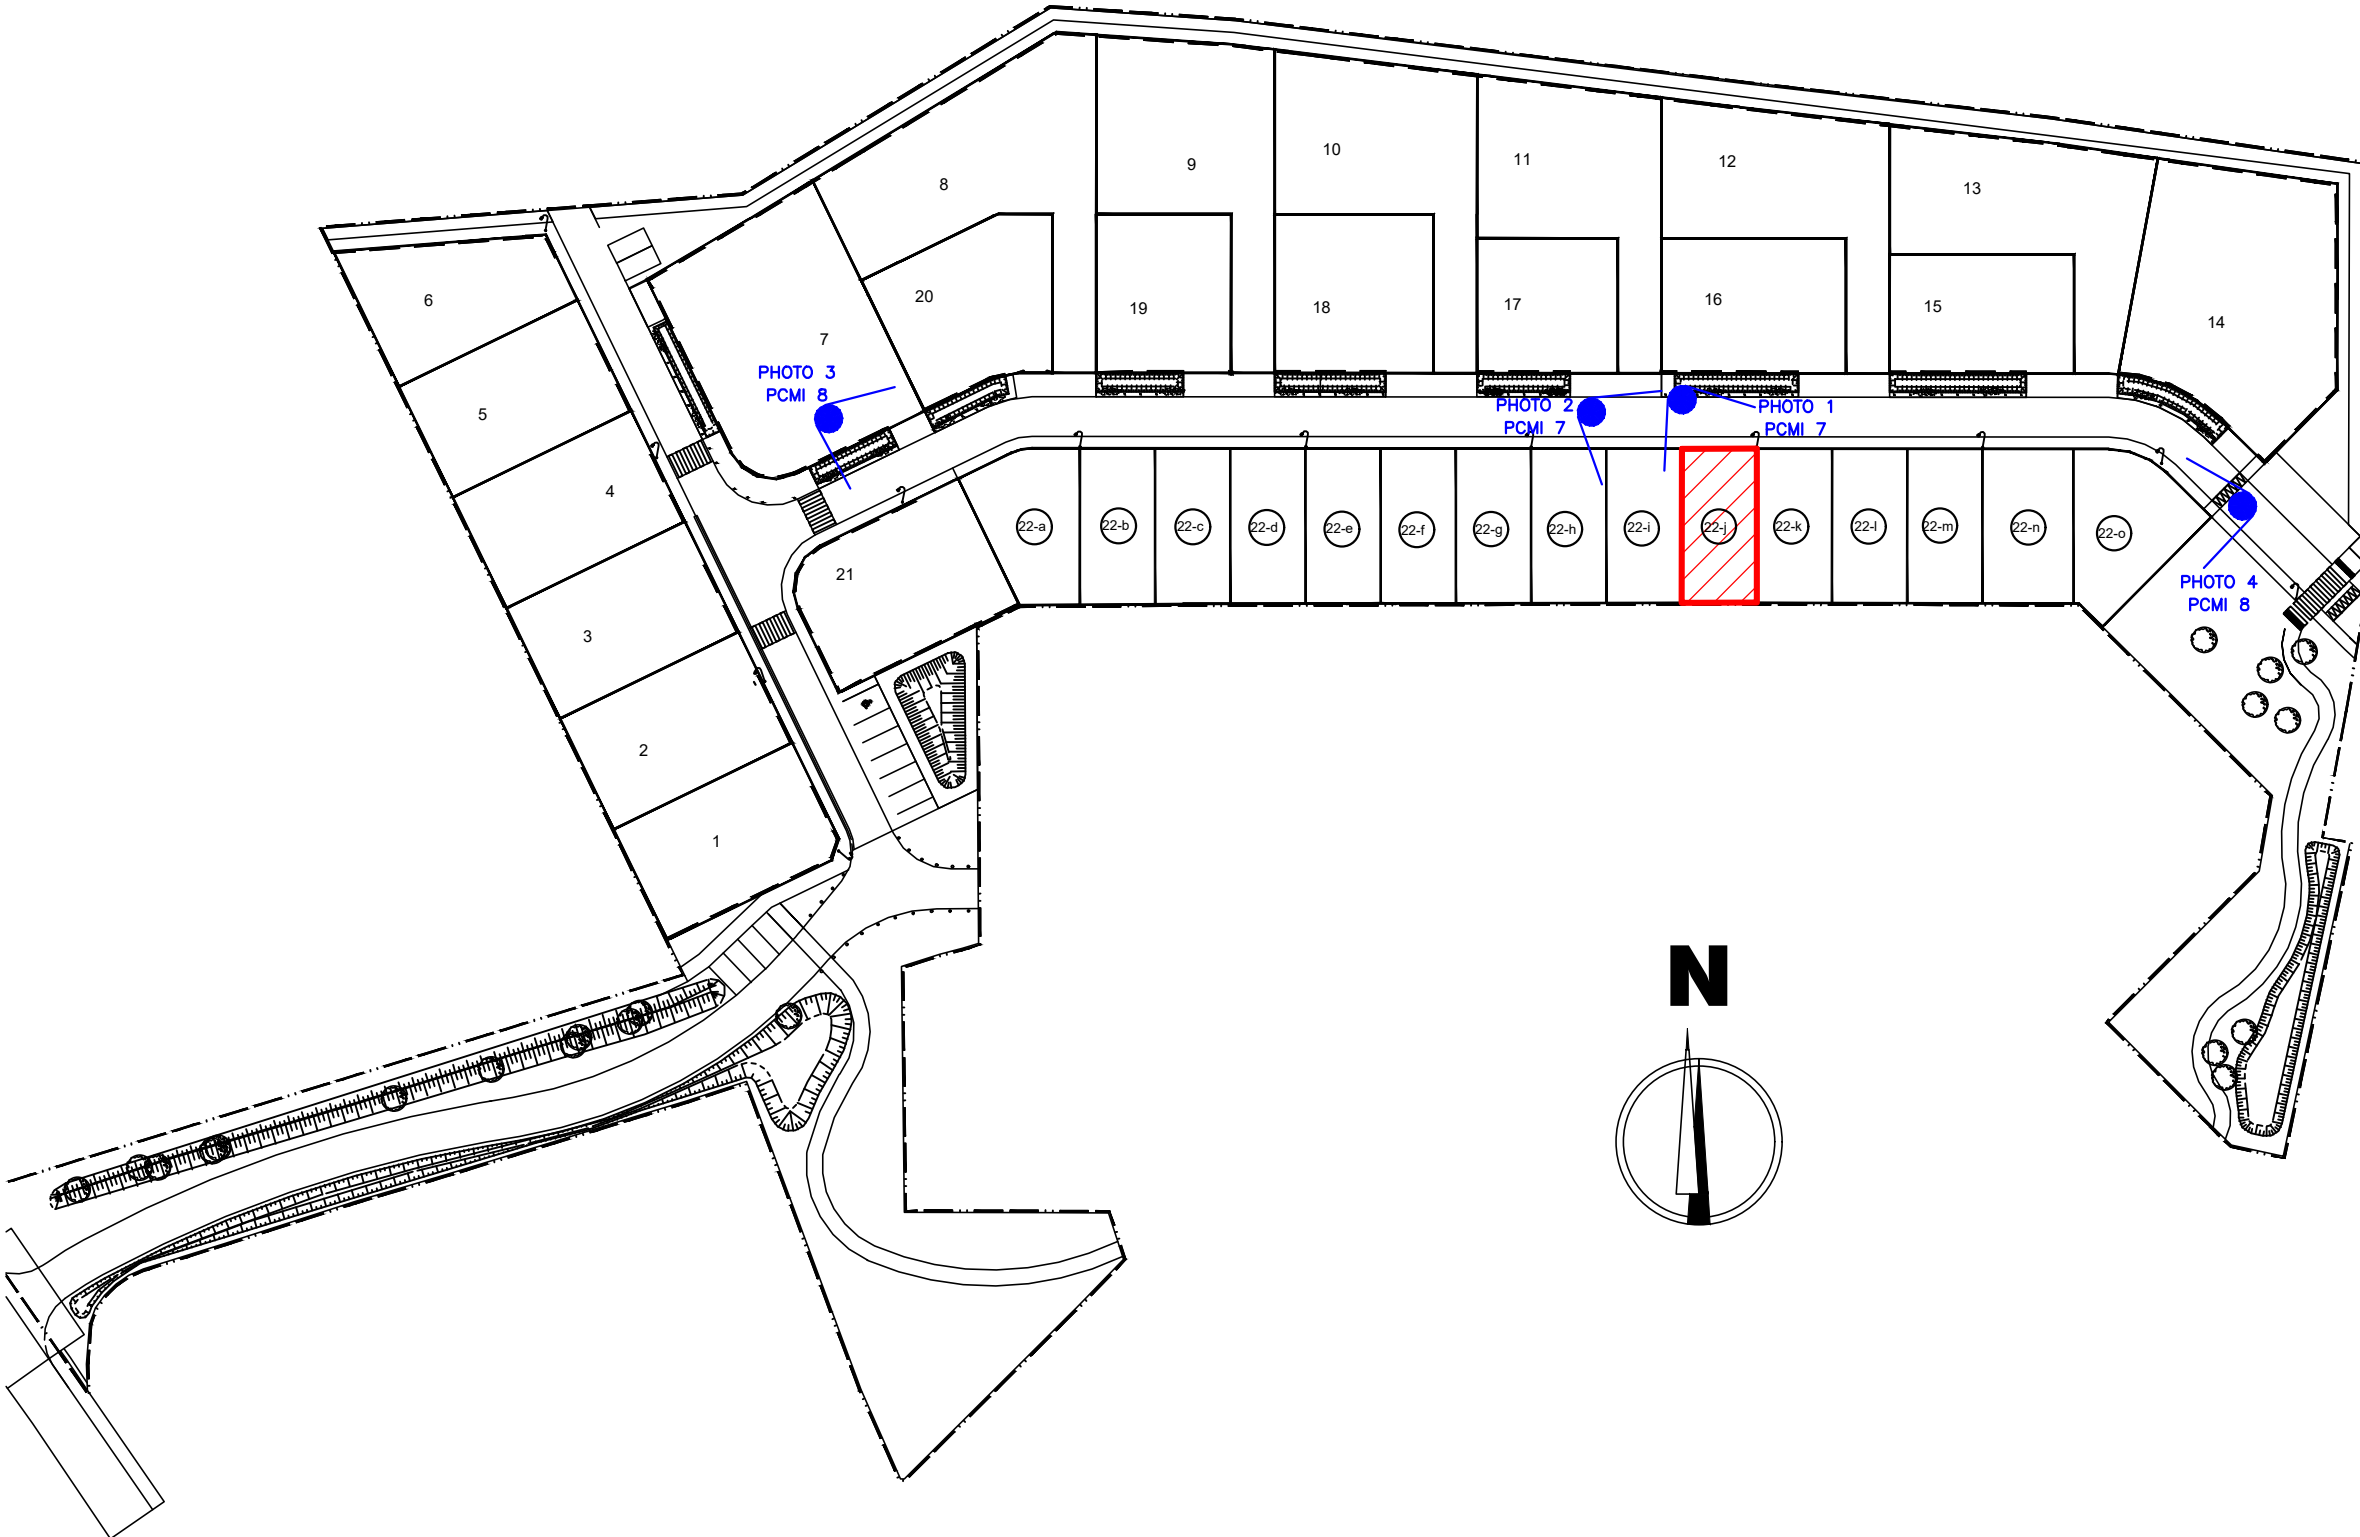 10
11
12
9
8
13
6
20
16
15
19
18
17
14
7
PHOTO 3
PCMI 8
PHOTO 2
PCMI 7
PHOTO 1
PCMI 7
5
4
22-a
22-b
22-c
22-d
22-e
22-f
22-g
22-h
22-i
22-j
22-k
22-l
22-m
22-n
22-o
21
PHOTO 4
PCMI 8
3
2
1
N